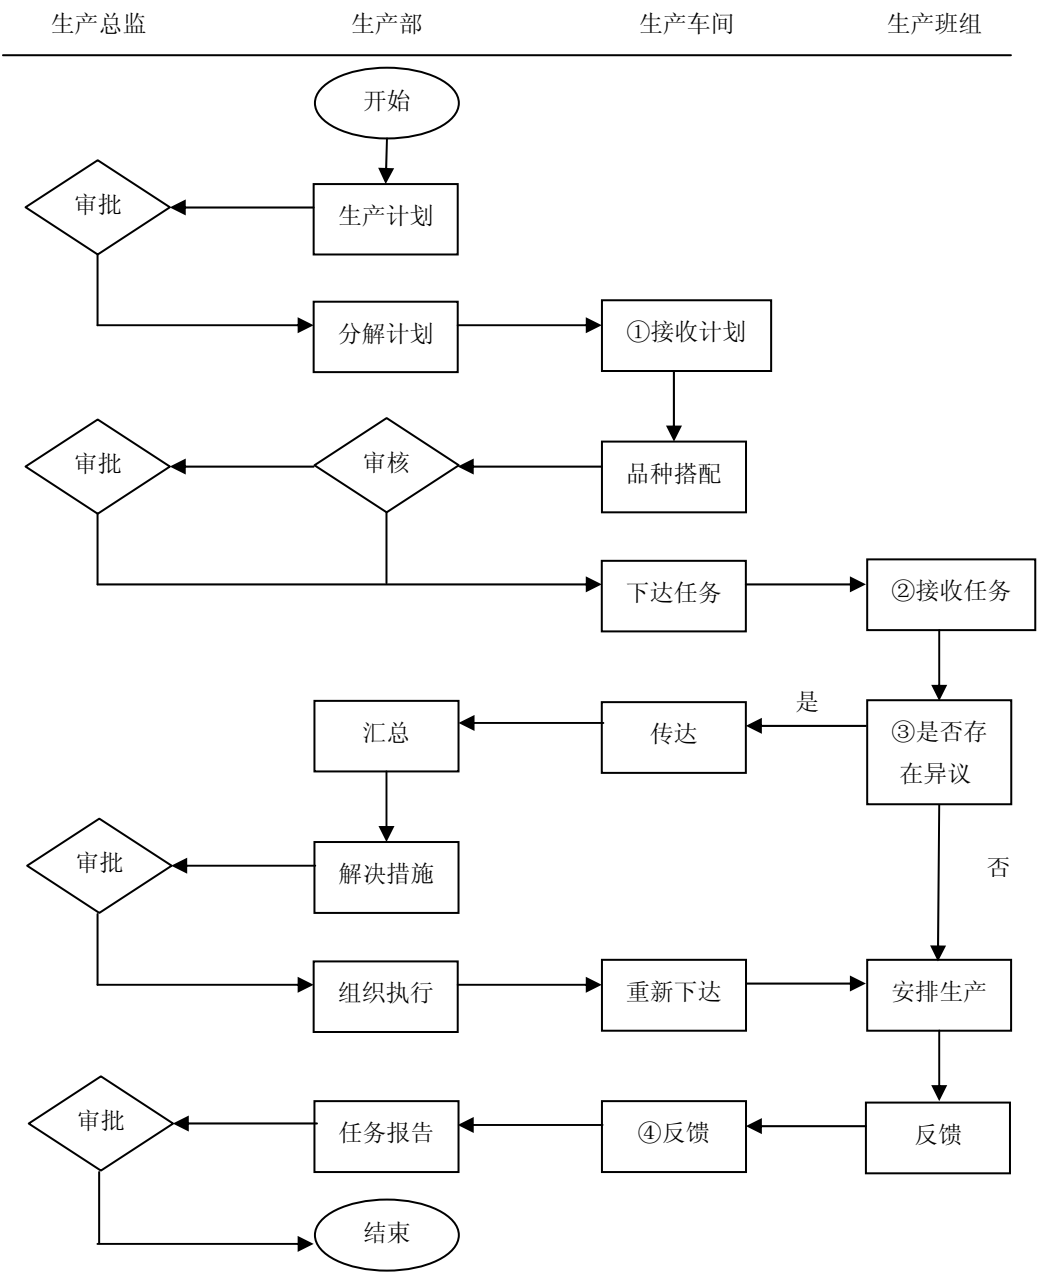 生产总监 生产部 生产车间 生产班组
开始
审批 生产计划
分解计划 ①接收计划
审批 审核 品种搭配
下达任务 ②接收任务
是
汇总 传达 ③是否存
在异议
审批 解决措施 否
组织执行 重新下达 安排生产
审批 任务报告 ④反馈 反馈
结束